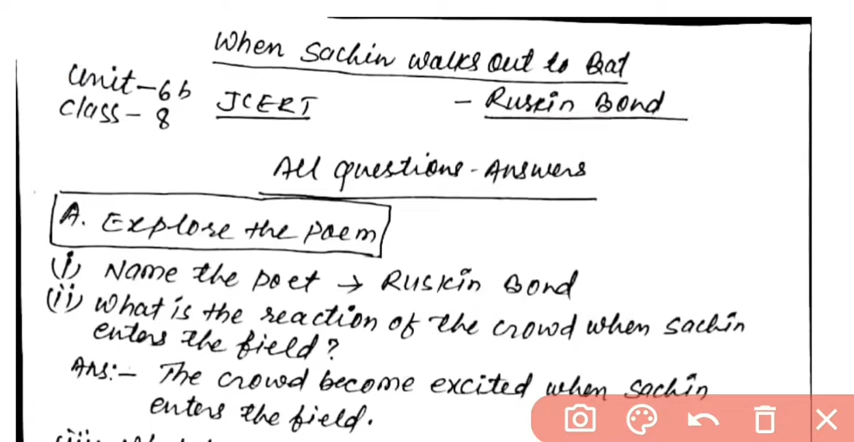 When Sachin walks out to Bat
Unit-6b
Class-8 JCERT - Ruskin Bond
All questions-Answers
A. Explore the poem
(i) Name the poet → Ruskin Bond
(ii) What is the reaction of the crowd when Sachin
enters the field?
Ans:- The crowd become excited when Sachin
enters the field.